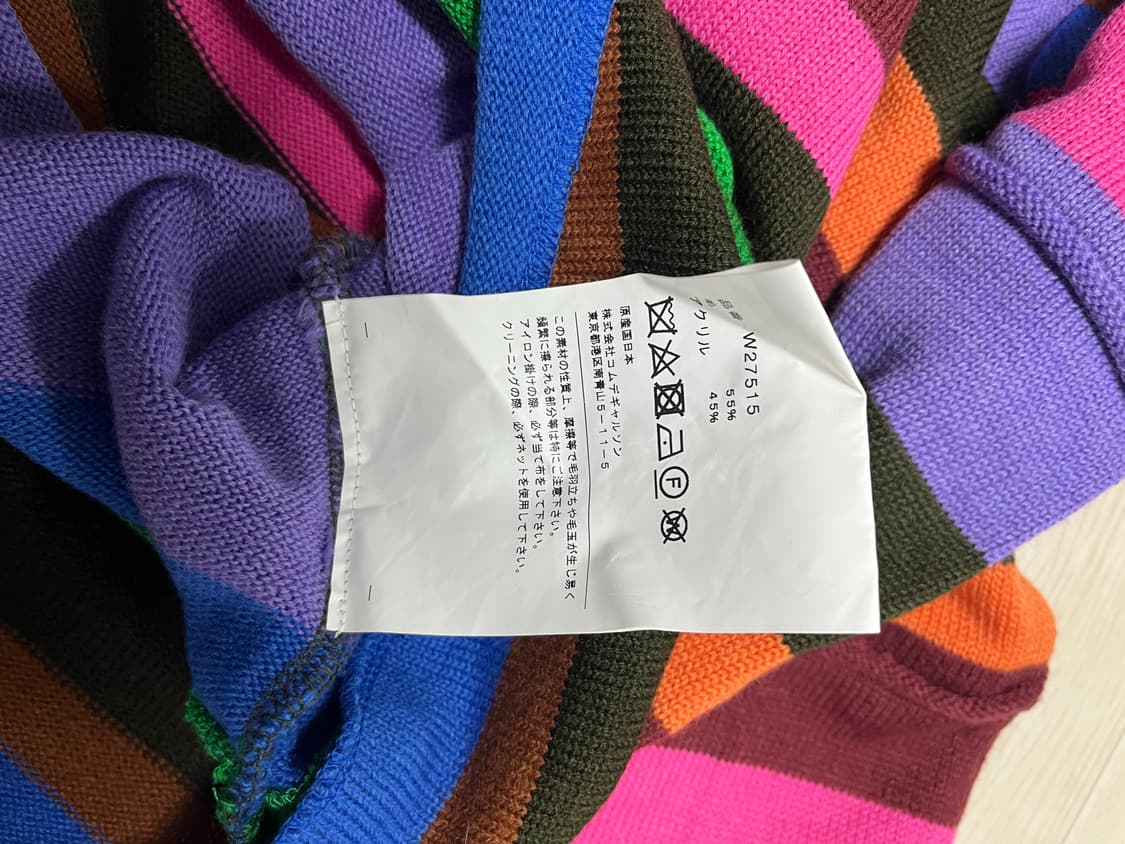 W27515
55%
アクリル 45%
F
W
原産国日本
株式会社コムデギャルソン
東京都港区南青山5-11-5
この素材の性質上、摩擦等で毛羽立ちや毛玉が生じ易く
頻繁に擦られる部分等は特にご注意下さい。
アイロン掛けの際、必ず当て布をして下さい。
クリーニングの際、必ずネットを使用して下さい。